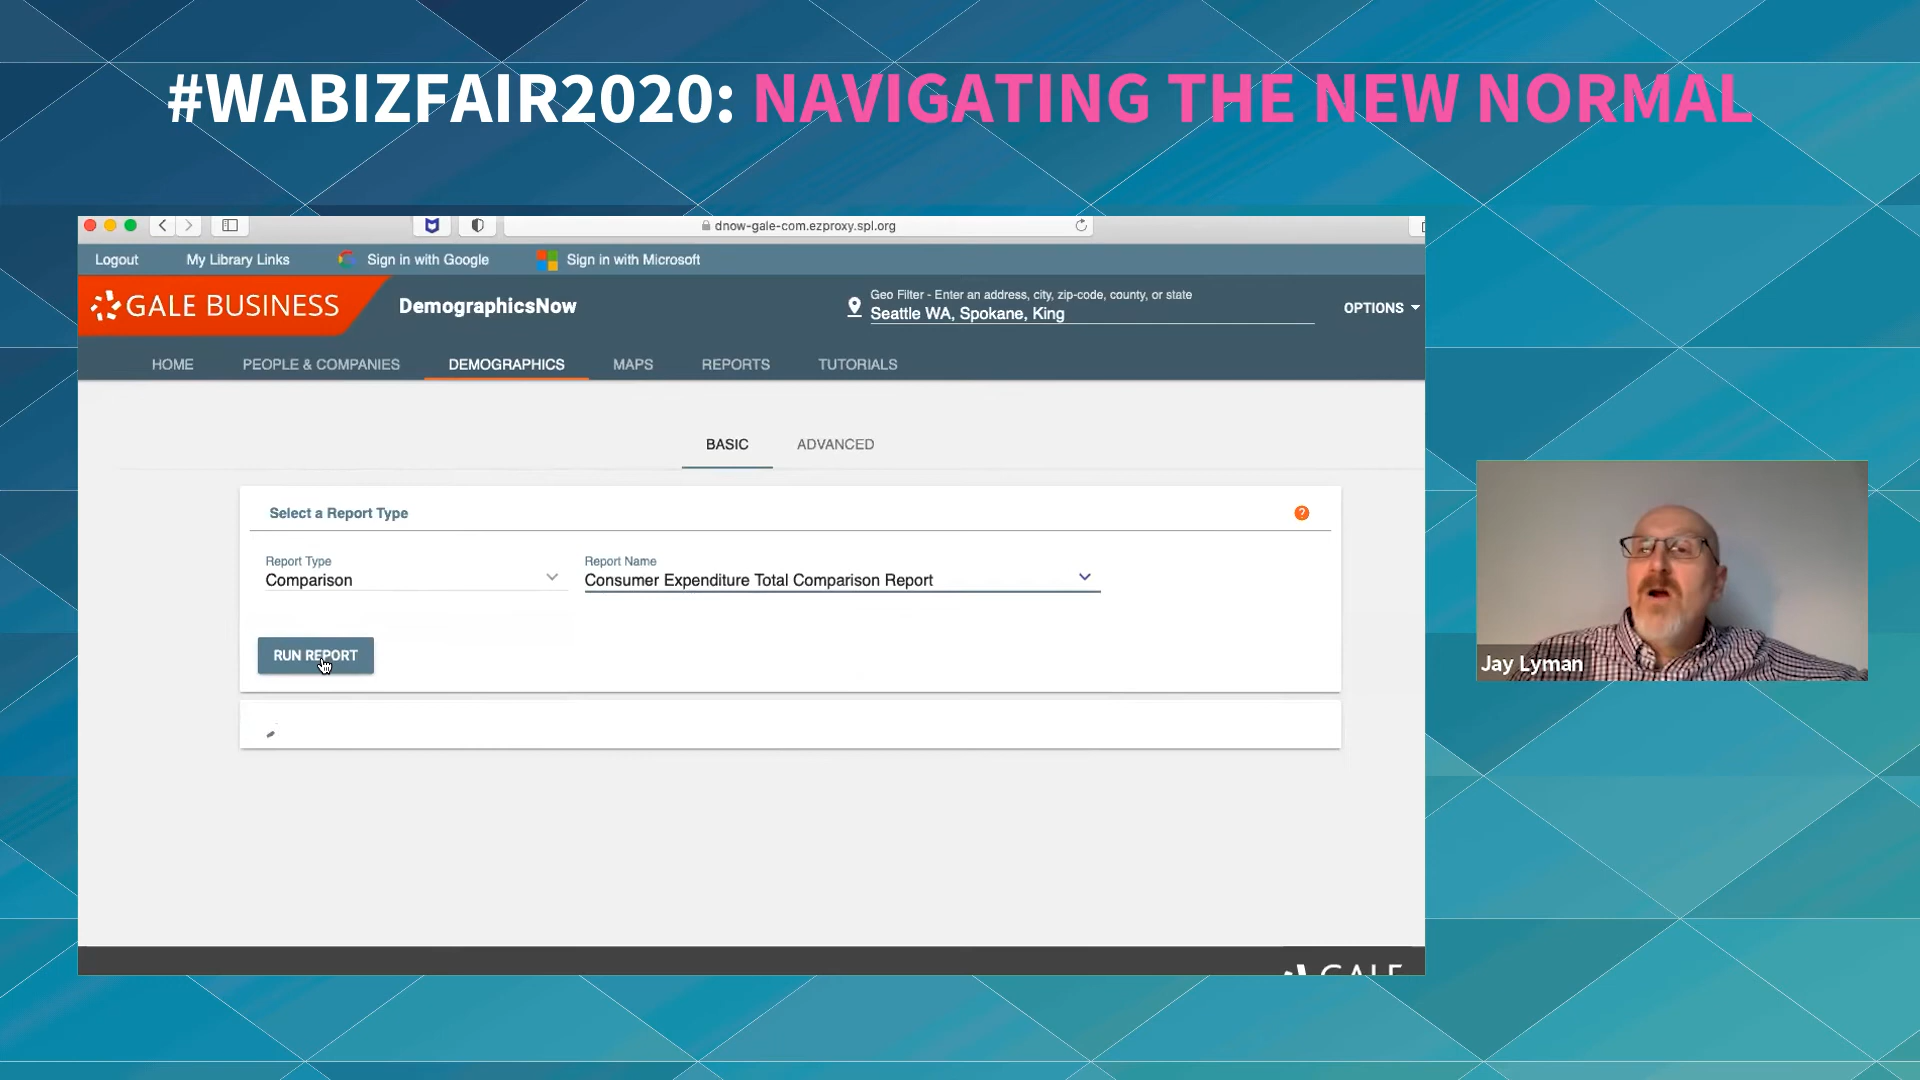 #WABIZFAIR2020: NAVIGATING THE NEW NORMAL
dnow-gale-com.ezproxy.spl.org
Logout My Library Links Sign in with Google Sign in with Microsoft
GALE BUSINESS DemographicsNow
Geo Filter - Enter an address, city, zip-code, county, or state
Seattle WA, Spokane, King
OPTIONS
HOME PEOPLE & COMPANIES DEMOGRAPHICS MAPS REPORTS TUTORIALS
BASIC ADVANCED
Select a Report Type ?
Report Type Report Name
Comparison Consumer Expenditure Total Comparison Report
RUN REPORT
Jay Lyman
GALE